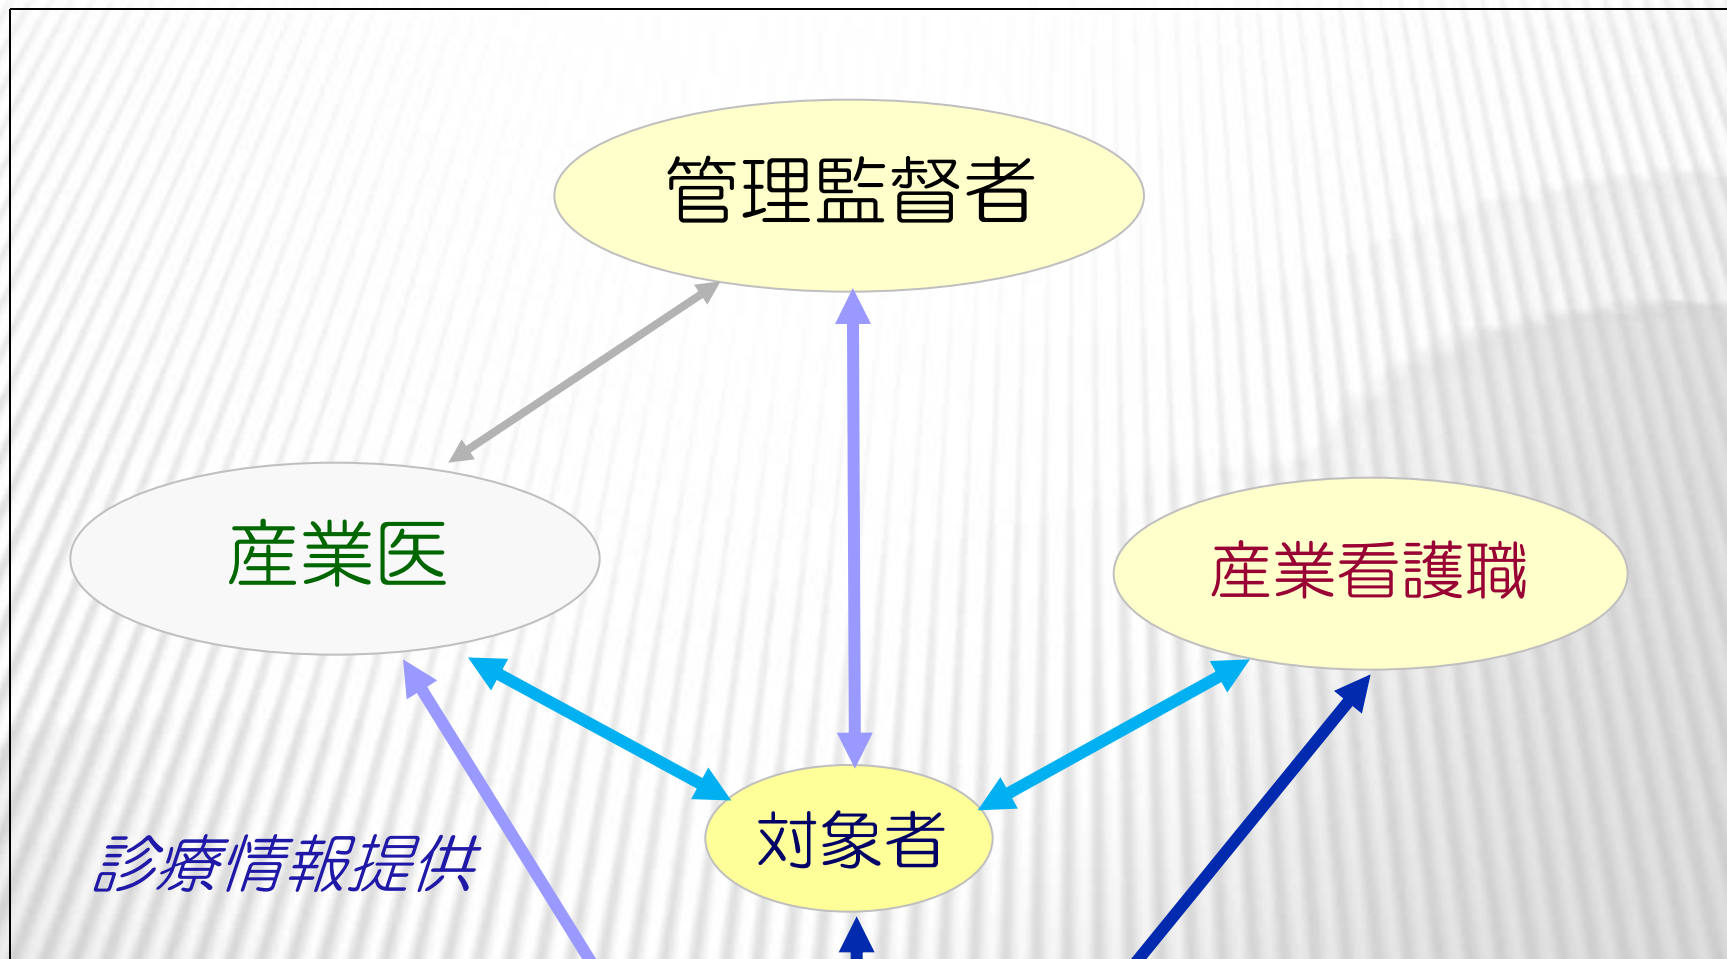 管理監督者
産業医
産業看護職
対象者
診療情報提供